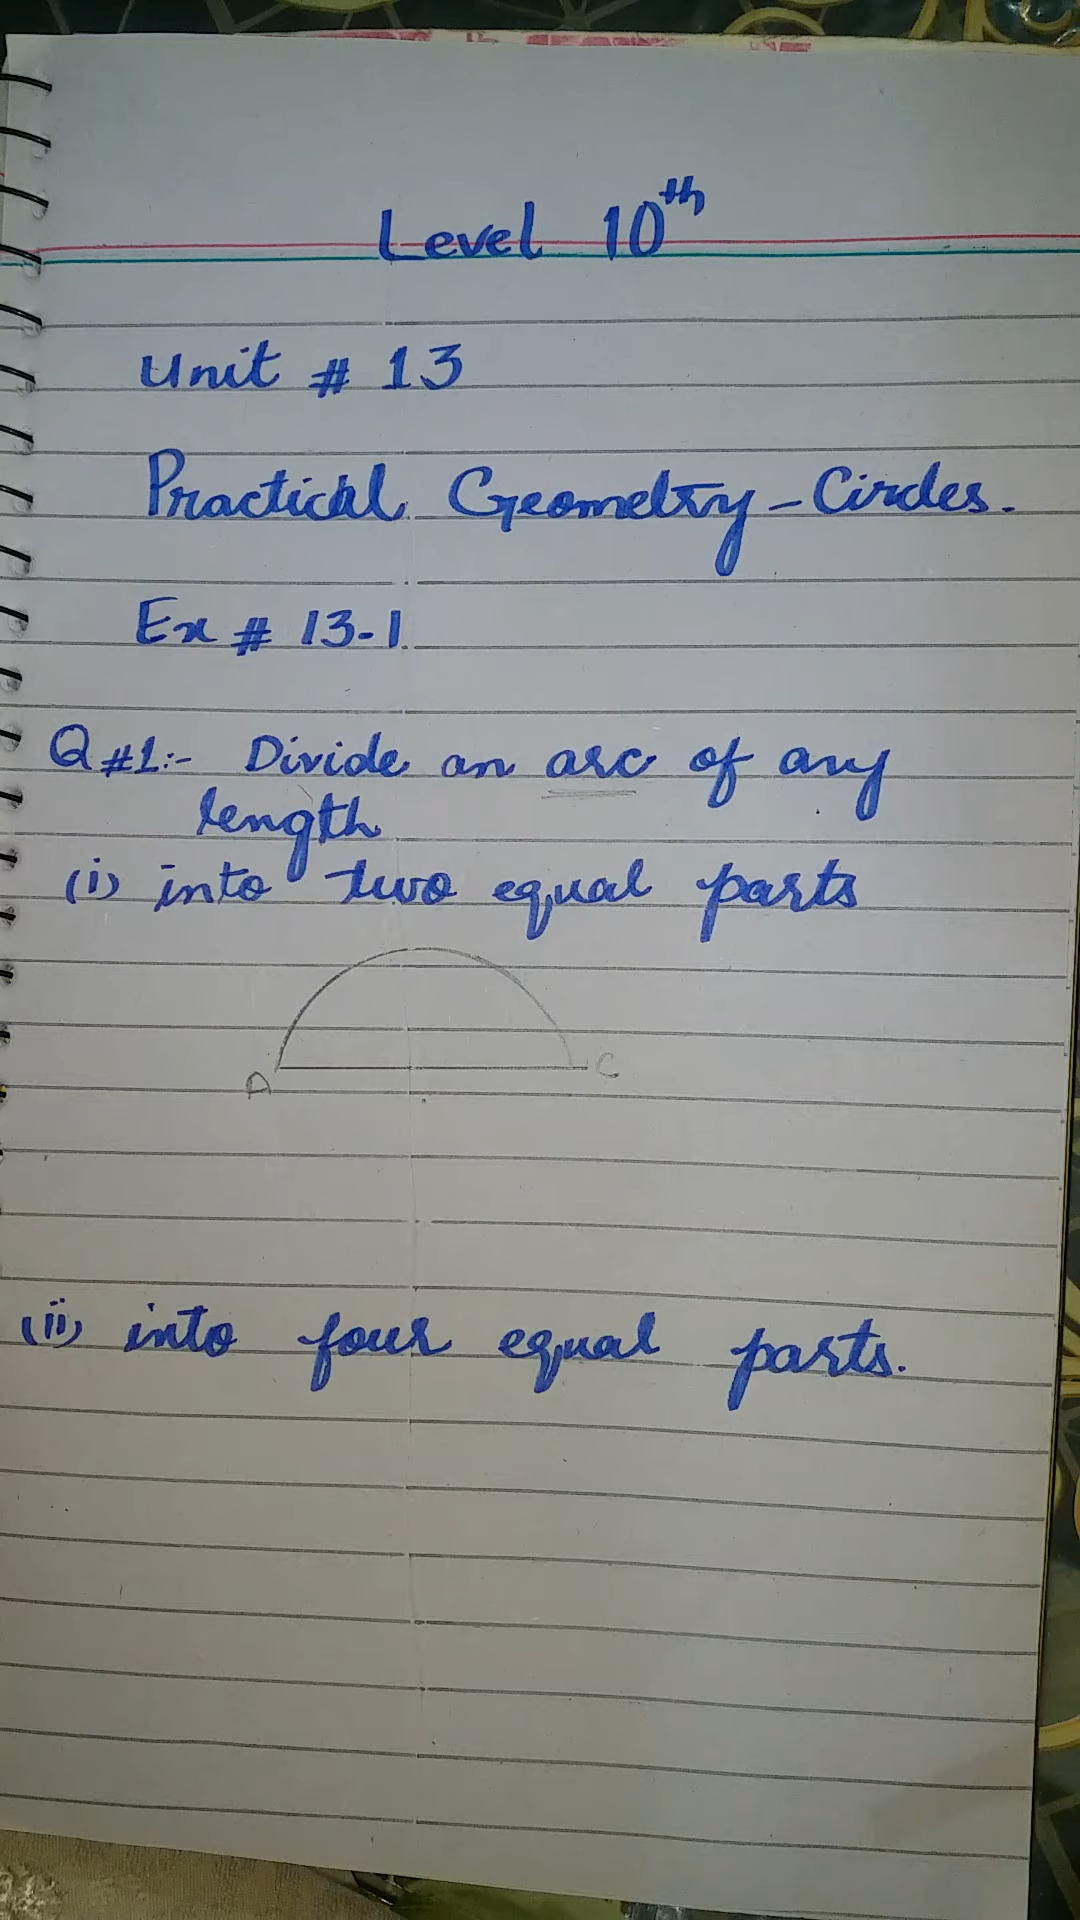 Level 10th
Unit # 13
Practical Geometry - Circles.
Ex # 13-1.
Q#1:- Divide an arc of any
length
(i) into two equal parts
A C
(ii) into four equal parts.